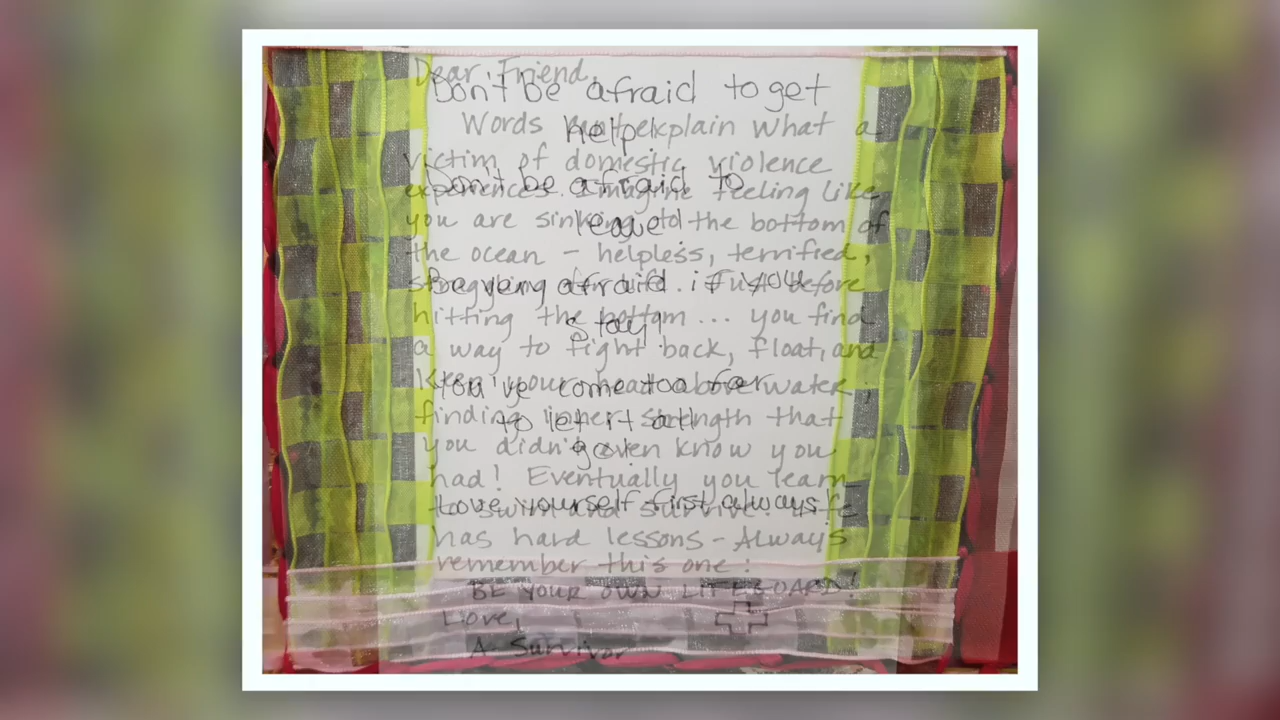 Dear Friend,
Words explain what a
victim of domestic violence
experiences. Imagine feeling like
you are sinking to the bottom of
the ocean – helpless, terrified,
struggling Just before
hitting the bottom ... you find
a way to fight back, float, and
keep your head above water;
finding inner strength that
you didn't even know you
had! Eventually you learn
to swim and survive. Life
has hard lessons – Always
remember this one:
BE YOUR OWN LIFEGUARD!
Love,
A Survivor
Don't be afraid to get
help!
Don't be afraid to
leave!
Be very afraid if you
stay!
You've come too far
to let it all
go!
Love yourself first always!